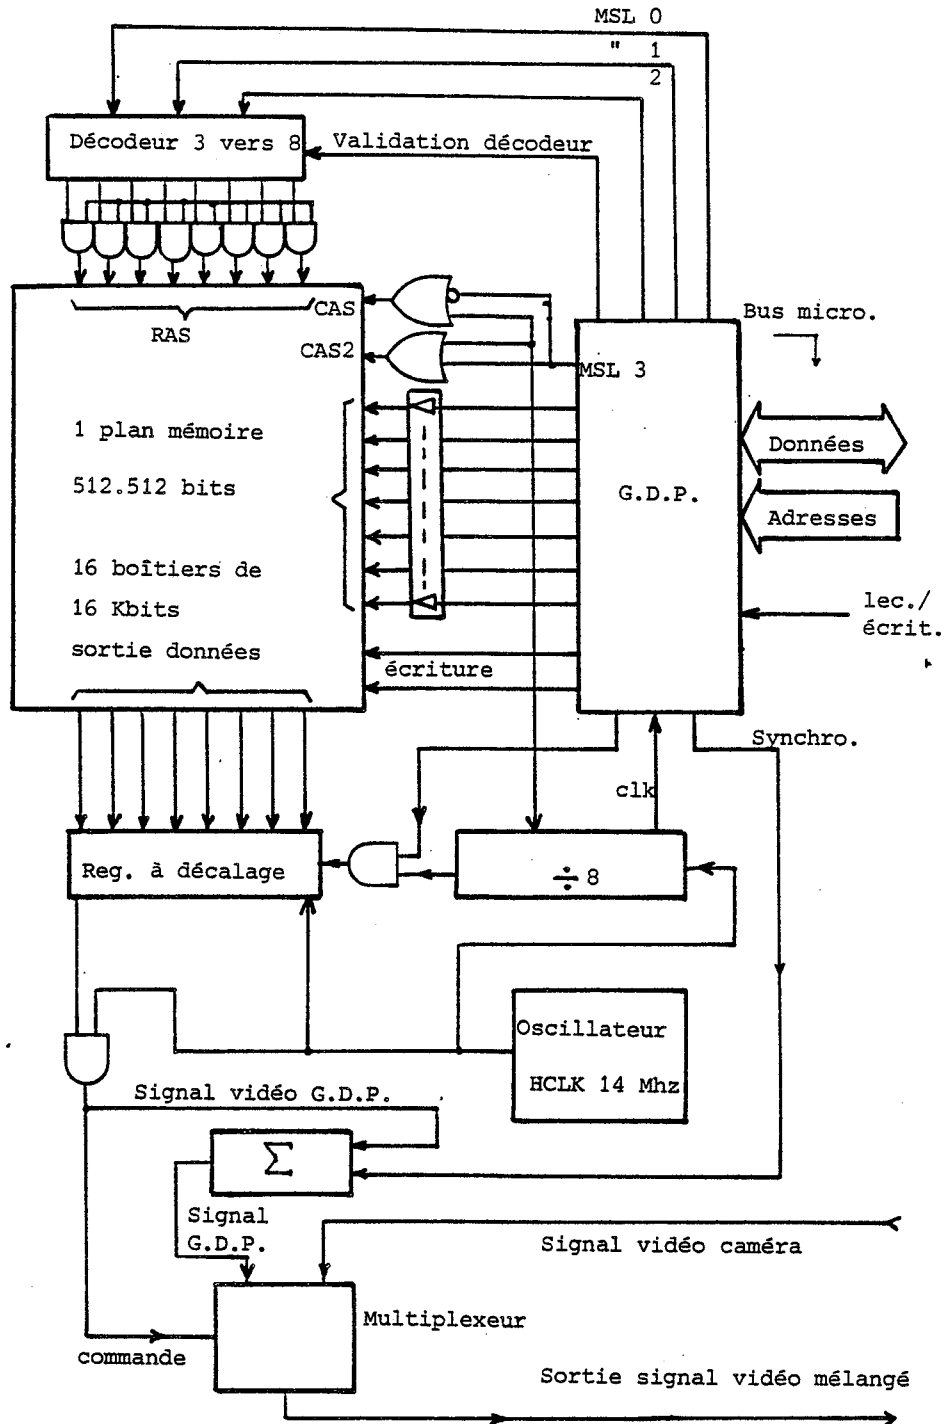 MSL 0
" 1
2
Décodeur 3 vers 8
Validation décodeur
CAS
RAS
CAS2
MSL 3
Bus micro.
1 plan mémoire
512.512 bits
16 boîtiers de
16 Kbits
sortie données
G.D.P.
Données
Adresses
lec./
écrit.
écriture
Synchro.
clk
Reg. à décalage
÷ 8
Oscillateur
HCLK 14 Mhz
Signal vidéo G.D.P.
Σ
Signal
G.D.P.
Signal vidéo caméra
Multiplexeur
commande
Sortie signal vidéo mélangé